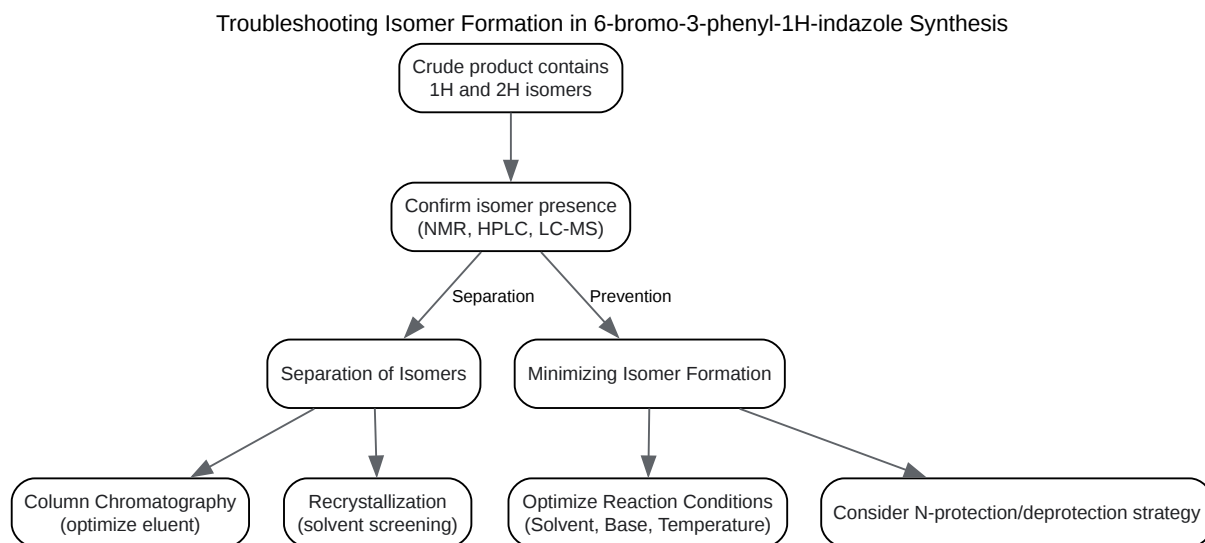 Troubleshooting Isomer Formation in 6-bromo-3-phenyl-1H-indazole Synthesis
Crude product contains
1H and 2H isomers
Confirm isomer presence
(NMR, HPLC, LC-MS)
Separation
Prevention
Separation of Isomers
Minimizing Isomer Formation
Column Chromatography
(optimize eluent)
Recrystallization
(solvent screening)
Optimize Reaction Conditions
(Solvent, Base, Temperature)
Consider N-protection/deprotection strategy